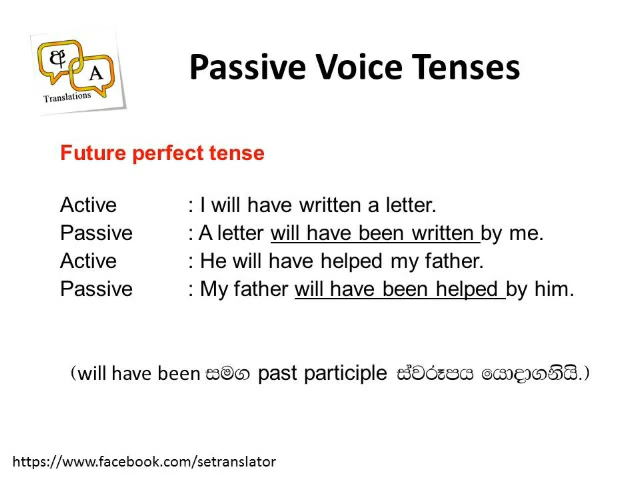 අ
A
Translations
Passive Voice Tenses
Future perfect tense
Active : I will have written a letter.
Passive : A letter will have been written by me.
Active : He will have helped my father.
Passive : My father will have been helped by him.
(will have been සමග past participle ස්වරූපය යොදාගනියි.)
https://www.facebook.com/setranslator